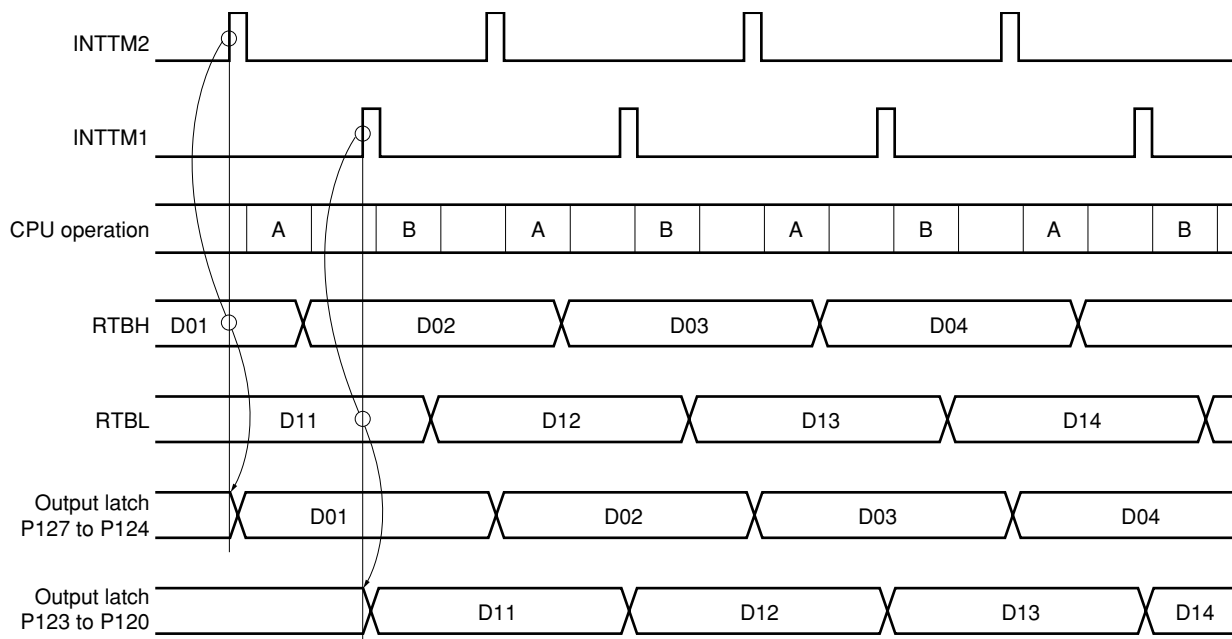 INTTM2
INTTM1
CPU operation A B A B A B A B
RTBH D01 D02 D03 D04
RTBL D11 D12 D13 D14
Output latch
P127 to P124 D01 D02 D03 D04
Output latch
P123 to P120 D11 D12 D13 D14